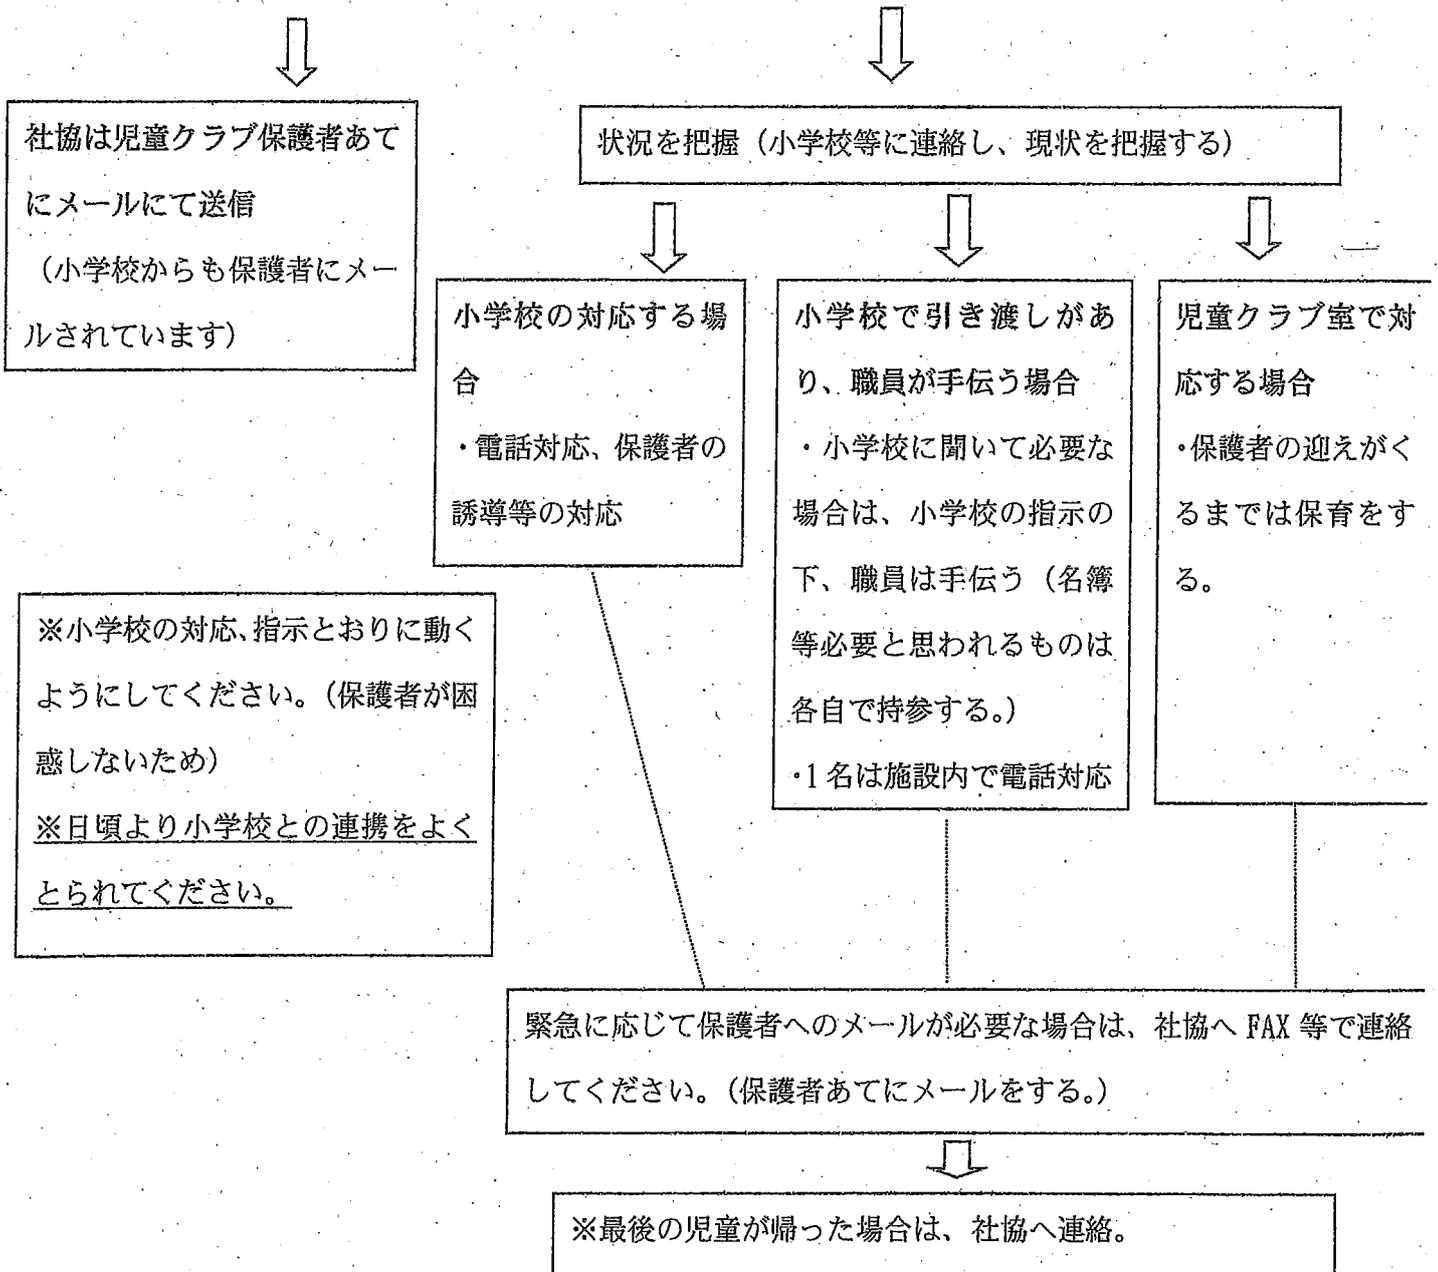 社協は児童クラブ保護者あて
にメールにて送信
（小学校からも保護者にメー
ルされています）
状況を把握（小学校等に連絡し、現状を把握する）
小学校の対応する場
合
・電話対応、保護者の
誘導等の対応
小学校で引き渡しがあ
り、職員が手伝う場合
・小学校に聞いて必要な
場合は、小学校の指示の
下、職員は手伝う（名簿
等必要と思われるものは
各自で持参する。）
・1名は施設内で電話対応
児童クラブ室で対
応する場合
・保護者の迎えがく
るまでは保育をす
る。
※小学校の対応、指示とおりに動く
ようにしてください。（保護者が困
惑しないため）
※日頃より小学校との連携をよく
とられてください。
緊急に応じて保護者へのメールが必要な場合は、社協へ FAX 等で連絡
してください。（保護者あてにメールをする。）
※最後の児童が帰った場合は、社協へ連絡。